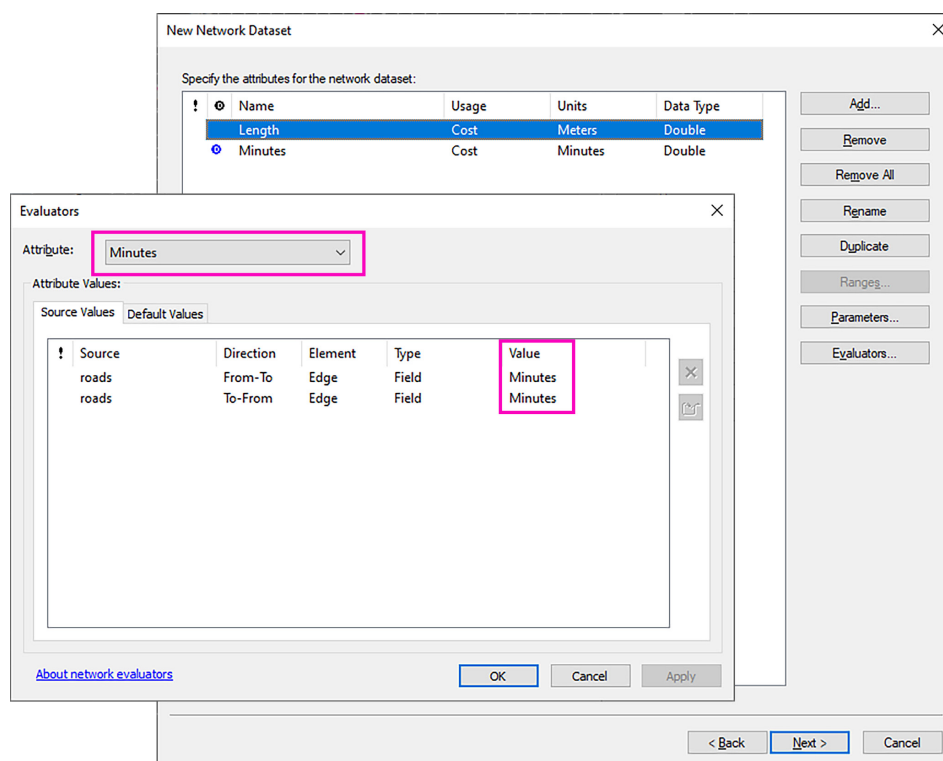 New Network Dataset
Specify the attributes for the network dataset:
! Name Usage Units Data Type
Length Cost Meters Double
D Minutes Cost Minutes Double
Add...
Remove
Remove All
Rename
Duplicate
Ranges...
Parameters...
Evaluators...
Evaluators
Attribute: Minutes
Attribute Values:
Source Values Default Values
! Source Direction Element Type Value
roads From-To Edge Field Minutes
roads To-From Edge Field Minutes
About network evaluators
OK Cancel Apply
< Back Next > Cancel